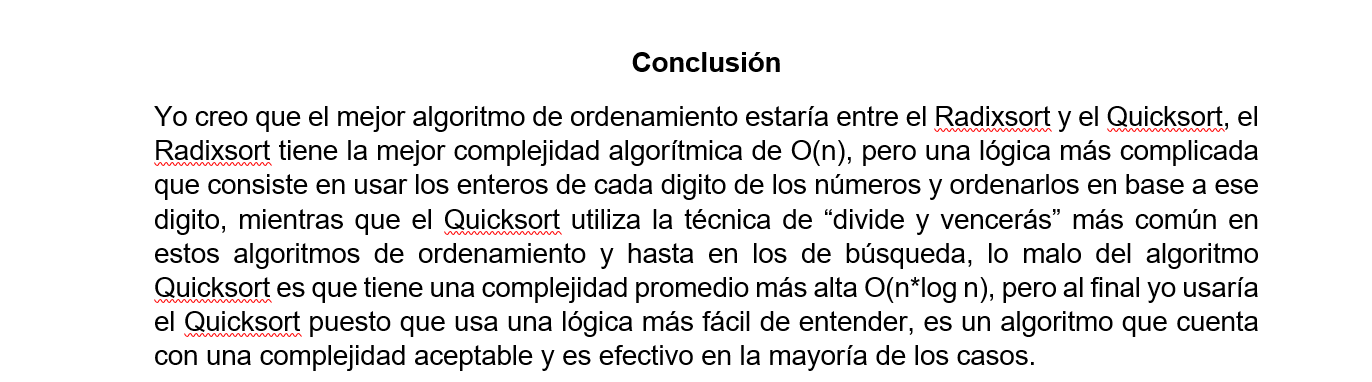 Conclusión
Yo creo que el mejor algoritmo de ordenamiento estaría entre el Radixsort y el Quicksort, el
Radixsort tiene la mejor complejidad algorítmica de O(n), pero una lógica más complicada
que consiste en usar los enteros de cada digito de los números y ordenarlos en base a ese
digito, mientras que el Quicksort utiliza la técnica de “divide y vencerás” más común en
estos algoritmos de ordenamiento y hasta en los de búsqueda, lo malo del algoritmo
Quicksort es que tiene una complejidad promedio más alta O(n*log n), pero al final yo usaría
el Quicksort puesto que usa una lógica más fácil de entender, es un algoritmo que cuenta
con una complejidad aceptable y es efectivo en la mayoría de los casos.